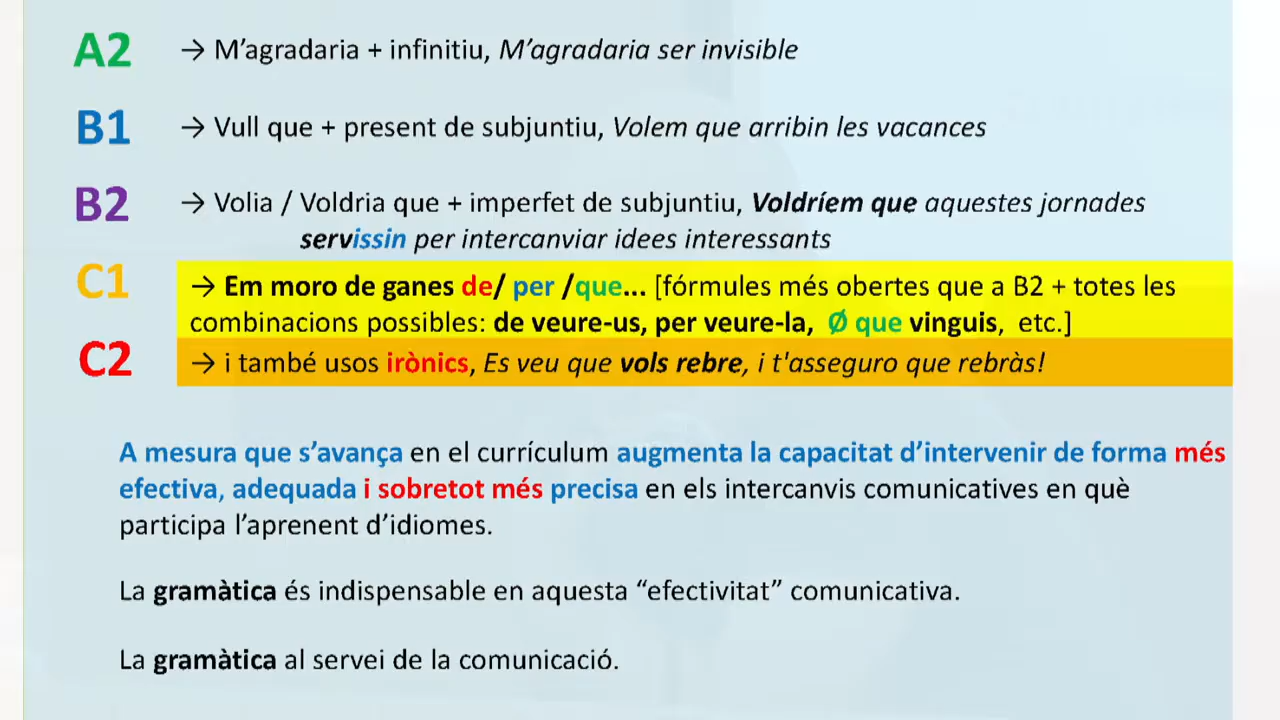 A2 → M’agradaria + infinitiu, M’agradaria ser invisible
B1 → Vull que + present de subjuntiu, Volem que arribin les vacances
B2 → Volia / Voldria que + imperfet de subjuntiu, Voldríem que aquestes jornades
servissin per intercanviar idees interessants
C1 → Em moro de ganes de/ per /que... [fórmules més obertes que a B2 + totes les
combinacions possibles: de veure-us, per veure-la, Ø que vinguis, etc.]
C2 → i també usos irònics, Es veu que vols rebre, i t'asseguro que rebràs!
A mesura que s’avança en el currículum augmenta la capacitat d’intervenir de forma més
efectiva, adequada i sobretot més precisa en els intercanvis comunicatives en què
participa l’aprenent d’idiomes.
La gramàtica és indispensable en aquesta “efectivitat” comunicativa.
La gramàtica al servei de la comunicació.